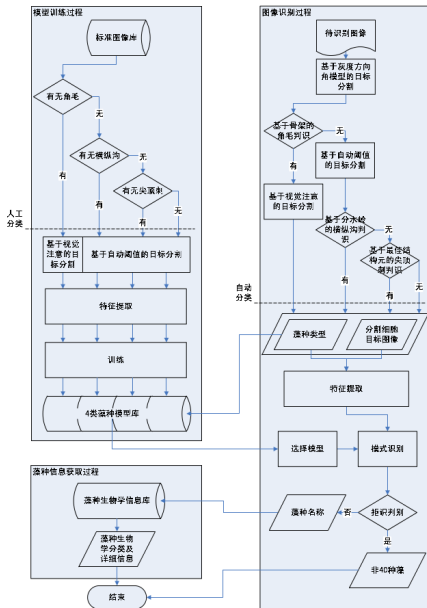 模型训练过程
标准图像库
有无角毛
无
有
有无横纵沟
无
有
有无尖顶刺
有
无
人工
分类
基于视觉
注意的目
标分割
基于自动阈值的目标分割
特征提取
训练
4类藻种模型库
藻种信息获取过程
藻种生物学信息库
藻种生物
学分类及
详细信息
结束
图像识别过程
待识别图像
基于灰度方向
角模型的目标
分割
基于骨架的
角毛判识
无
有
基于自动阈值
的目标分割
基于视觉注意
的目标分割
基于分水岭
的横纵沟判
识
无
有
基于最佳结
构元的尖顶
刺判识
有
无
自动
分类
藻种类型
分割细胞
目标图像
特征提取
选择模型
模式识别
拒识判别
否
藻种名称
是
非40种藻